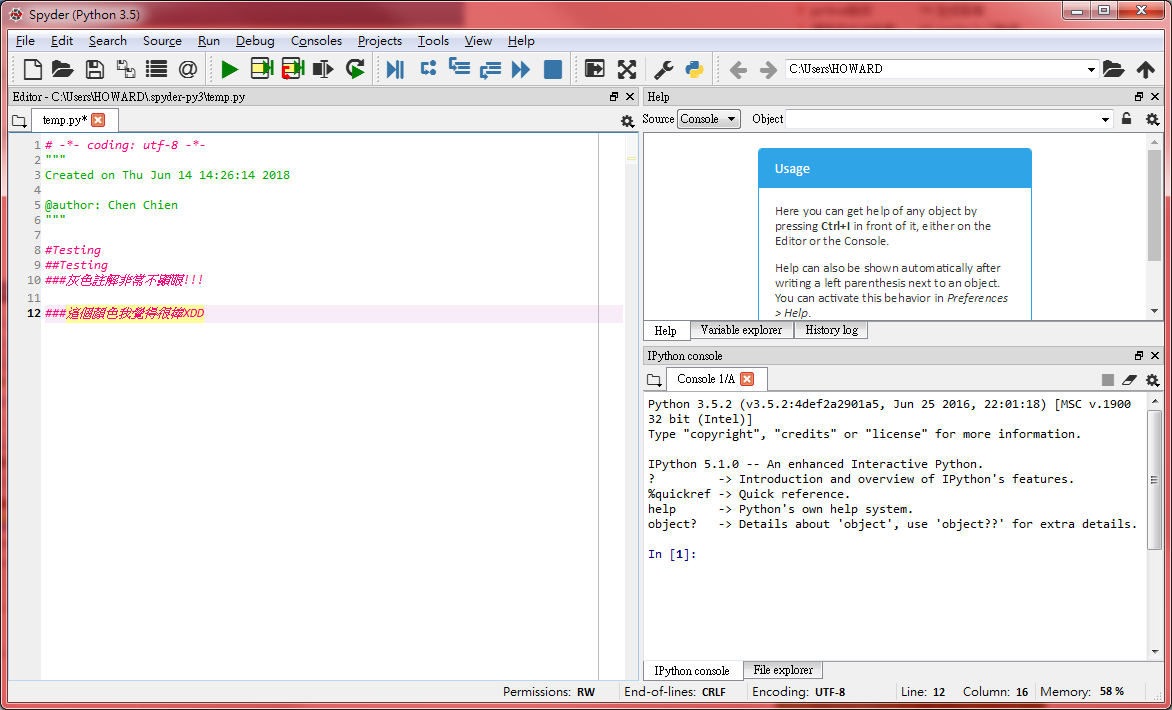 Spyder (Python 3.5)
File Edit Search Source Run Debug Consoles Projects Tools View Help
C:\Users\HOWARD
Editor - C:\Users\HOWARD\.spyder-py3\temp.py
temp.py*
1 # -*- coding: utf-8 -*-
2 """
3 Created on Thu Jun 14 14:26:14 2018
4
5 @author: Chen Chien
6 """
7
8 #Testing
9 ##Testing
10 ###灰色註解非常不顯眼!!!
11
12 ###這個顏色我覺得很棒XDD
Help
Source Console Object
Usage
Here you can get help of any object by
pressing Ctrl+I in front of it, either on the
Editor or the Console.
Help can also be shown automatically after
writing a left parenthesis next to an object.
You can activate this behavior in Preferences
> Help.
Help Variable explorer History log
IPython console
Console 1/A
Python 3.5.2 (v3.5.2:4def2a2901a5, Jun 25 2016, 22:01:18) [MSC v.1900
32 bit (Intel)]
Type "copyright", "credits" or "license" for more information.
IPython 5.1.0 -- An enhanced Interactive Python.
? -> Introduction and overview of IPython's features.
%quickref -> Quick reference.
help -> Python's own help system.
object? -> Details about 'object', use 'object??' for extra details.
In [1]:
IPython console File explorer
Permissions: RW End-of-lines: CRLF Encoding: UTF-8 Line: 12 Column: 16 Memory: 58 %